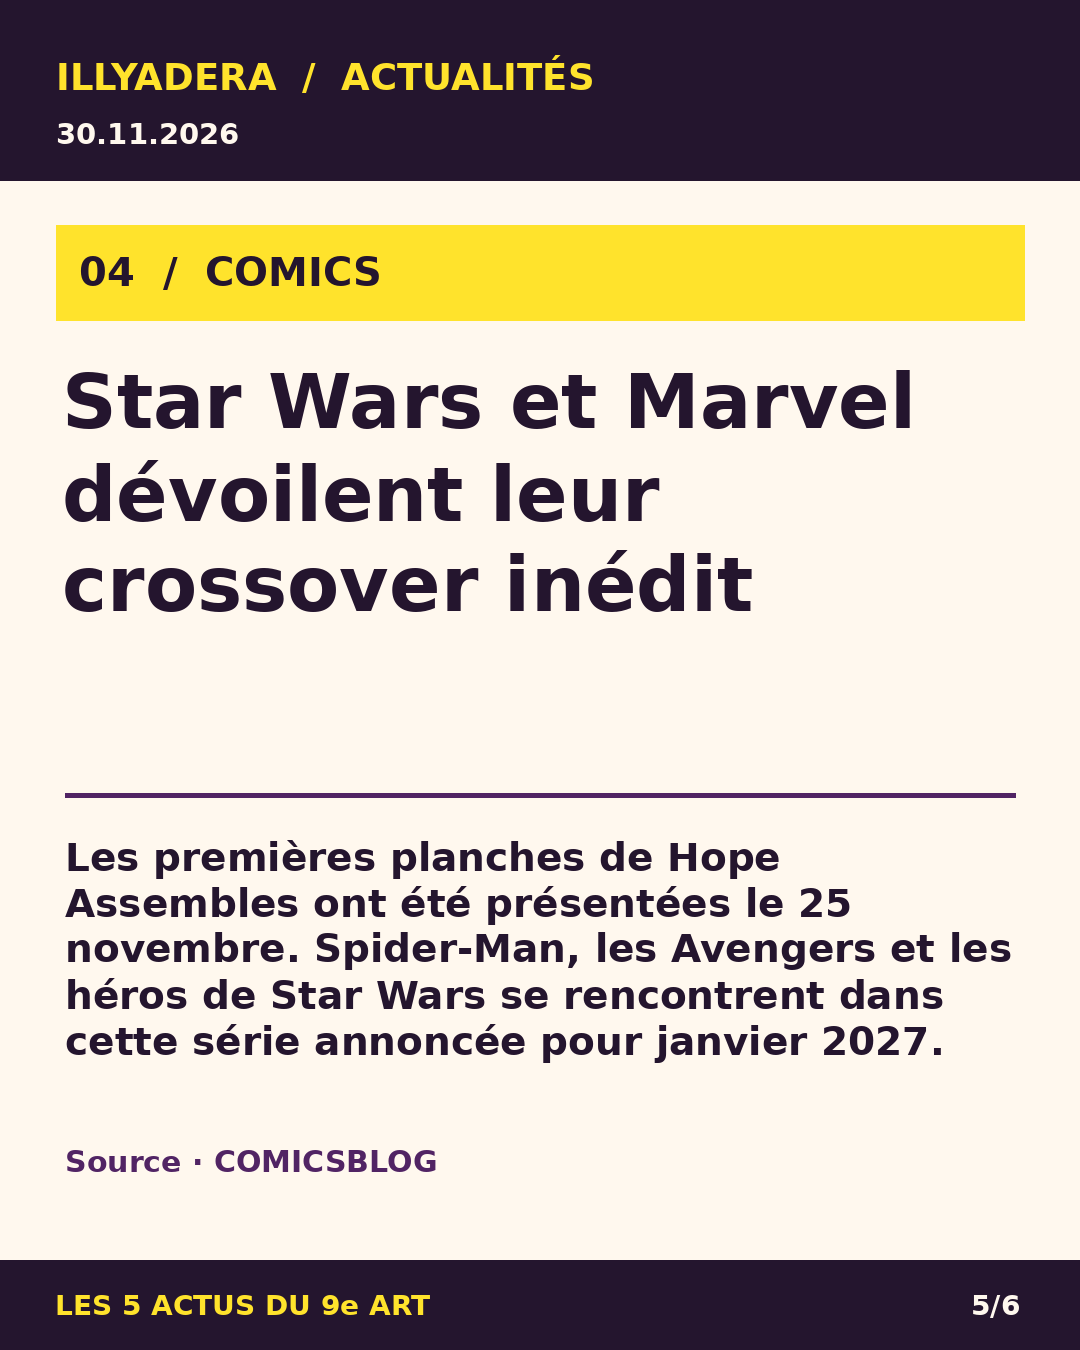 ILLYADERA / ACTUALITÉS
30.11.2026
04 / COMICS
Star Wars et Marvel
dévoilent leur
crossover inédit
Les premières planches de Hope
Assembles ont été présentées le 25
novembre. Spider-Man, les Avengers et les
héros de Star Wars se rencontrent dans
cette série annoncée pour janvier 2027.
Source · COMICSBLOG
LES 5 ACTUS DU 9e ART
5/6